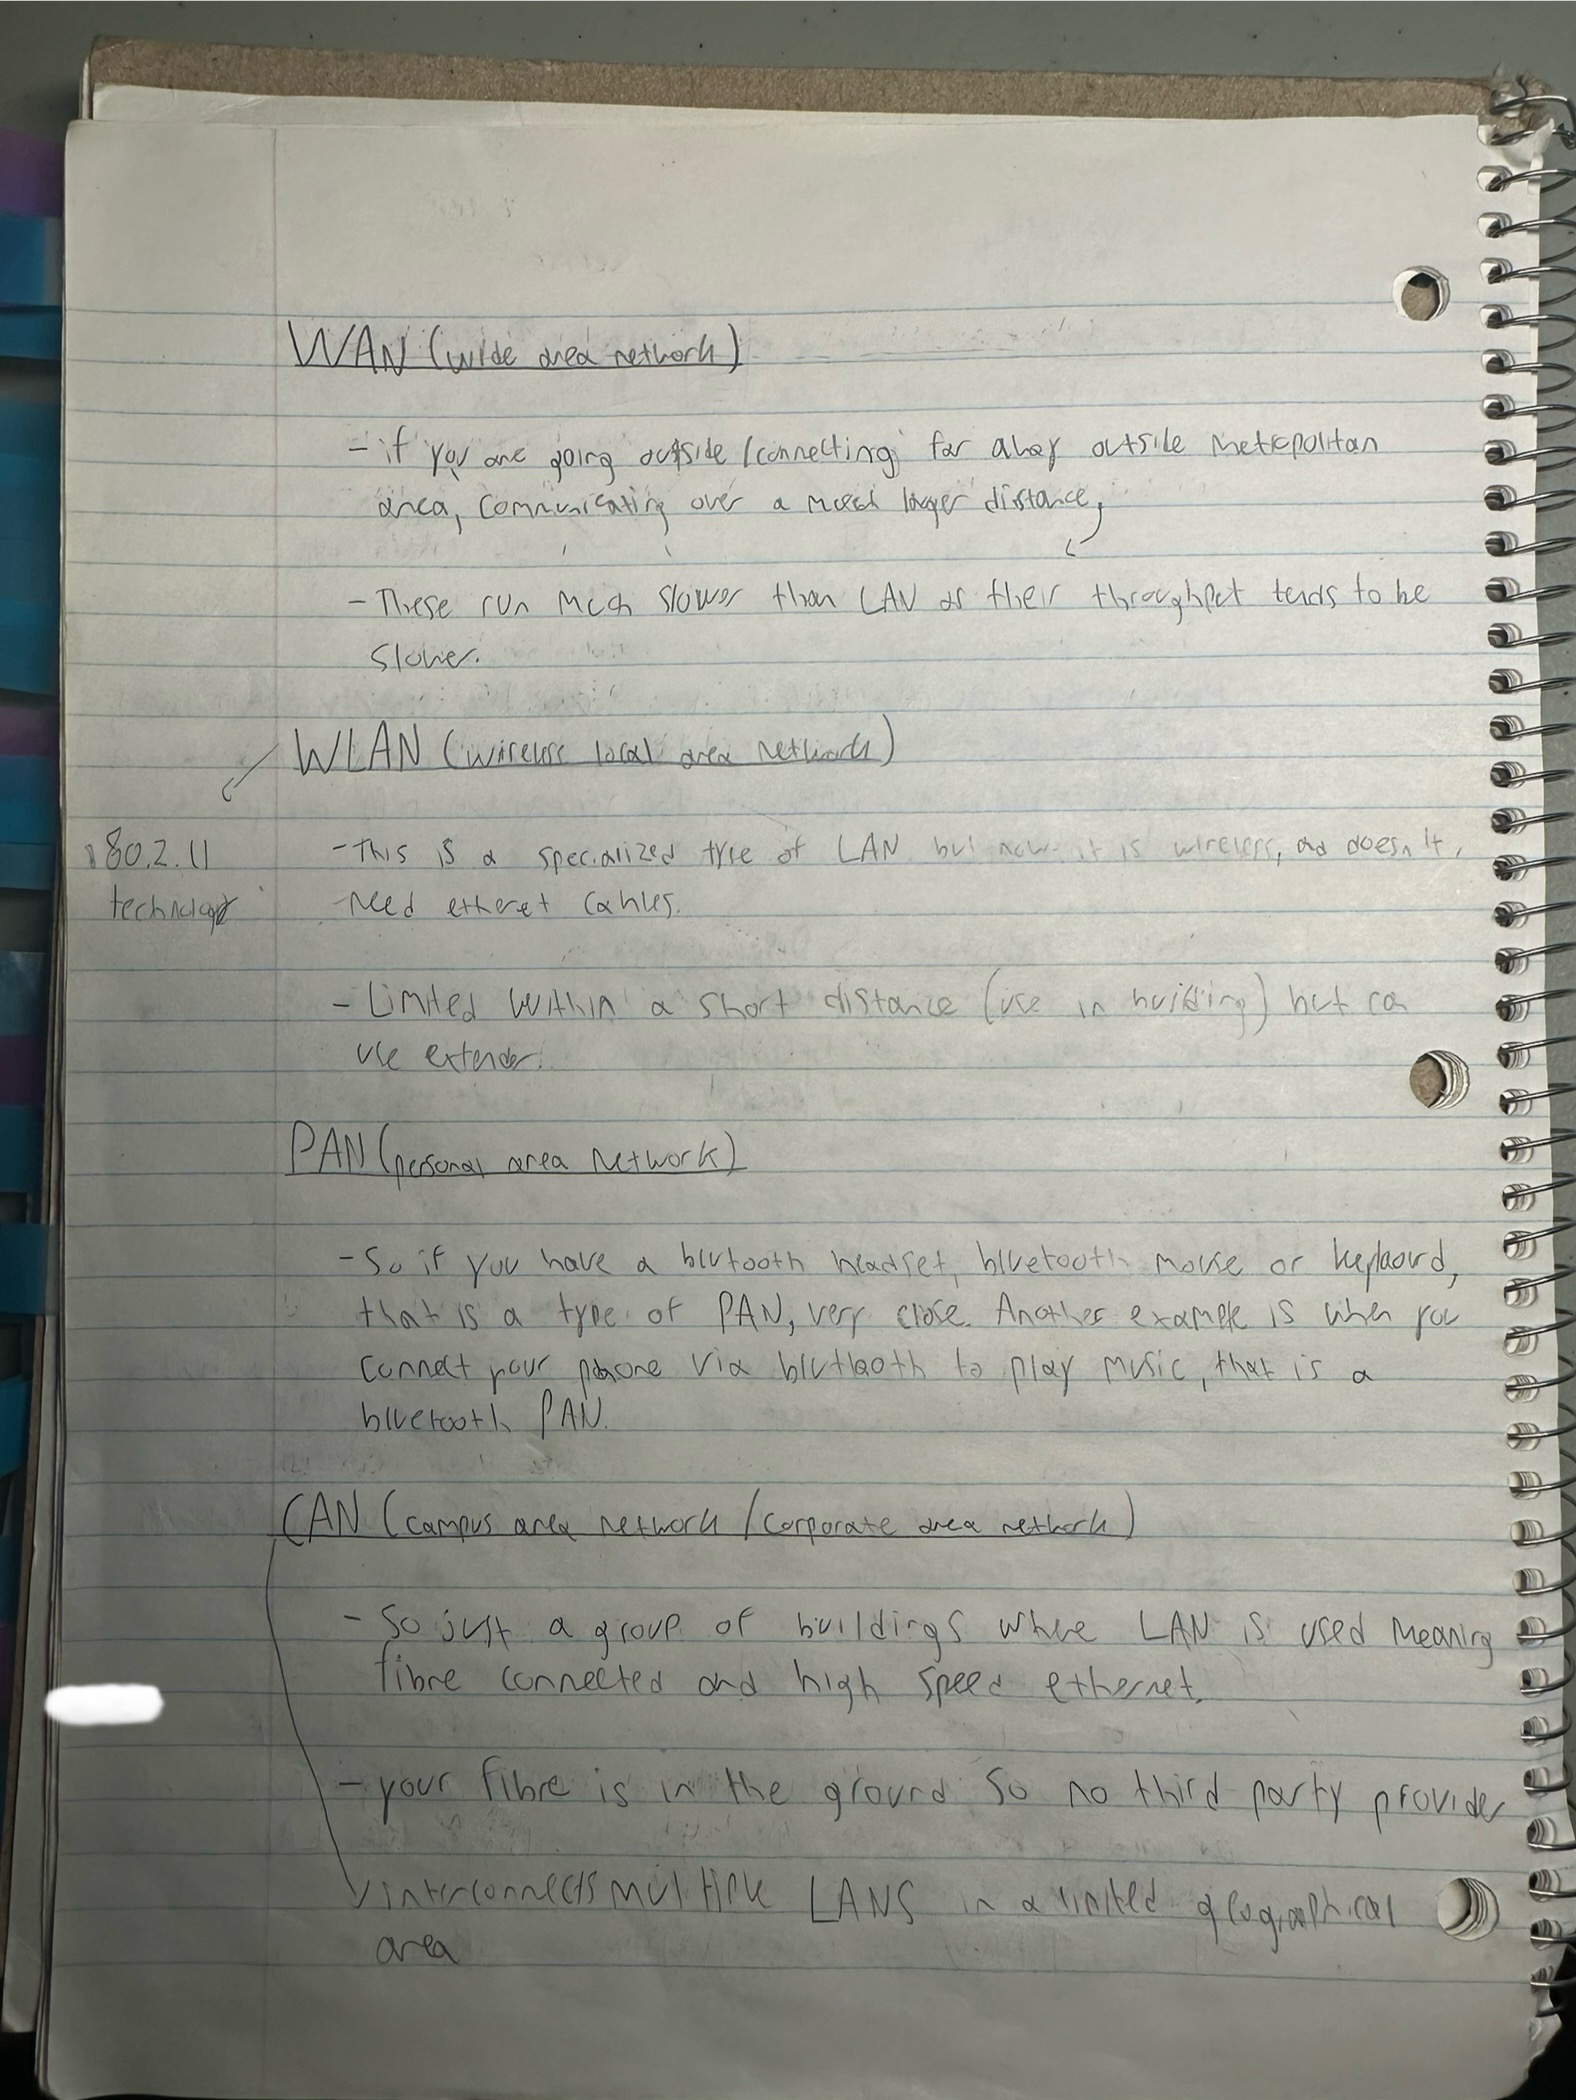 WAN (wide area network)
- if you are going outside / connecting far away outside metropolitan
area, communicating over a much larger distance,
- These run mcch slower than LAN as their throughput tends to be
slower.
WLAN (wireless local area network)
80.2.11
technology
- This is a specialized type of LAN but now it is wireless, and doesn't
need etheret cables.
- Limited within a short distance (use in building) but can
use extender.
PAN (personal area network)
- So if you have a blutooth headset, bluetooth mouse or keyboard,
that is a type of PAN, very close. Another example is when you
connect your phone via blutooth to play music, that is a
bluetooth PAN.
CAN (campus area network / corporate area network)
- So just a group of buildings where LAN is used meaning
fibre connected and high speed ethernet.
- your fibre is in the ground so no third party provider
interconnects multiple LANS in a limited geographical
area